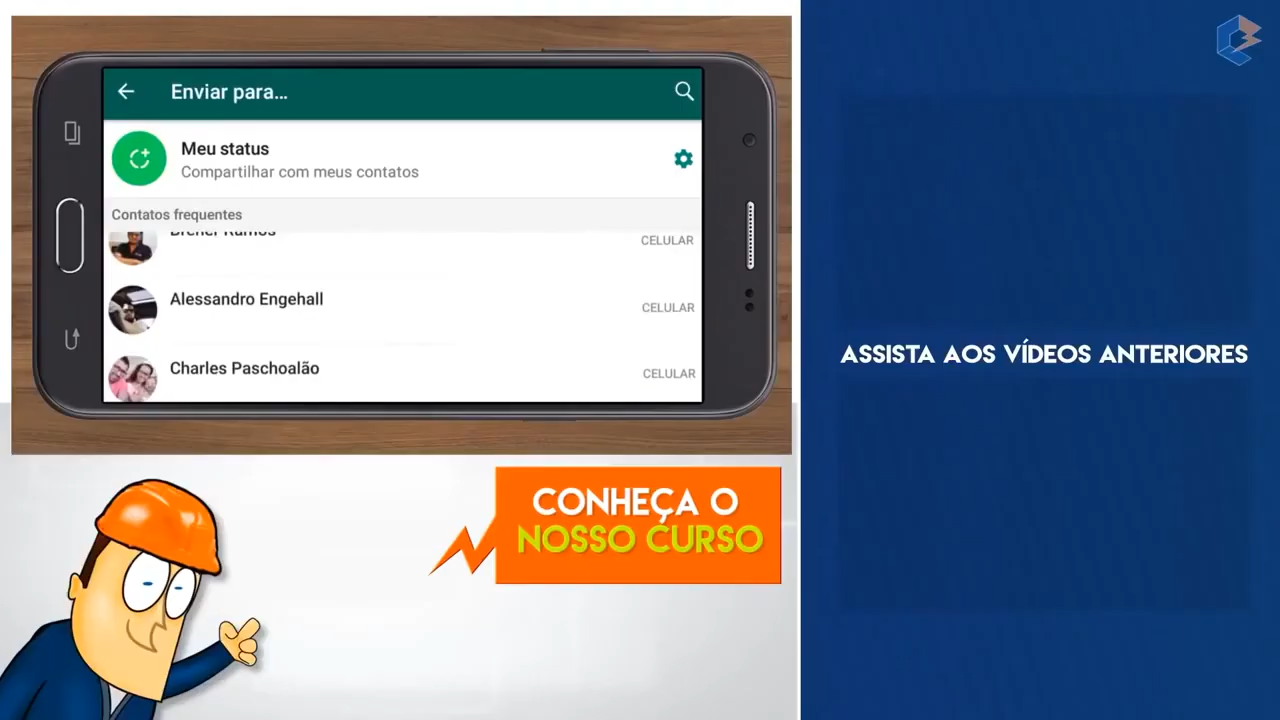 Enviar para...
Meu status
Compartilhar com meus contatos
Contatos frequentes
CELULAR
Alessandro Engehall
CELULAR
Charles Paschoalão
CELULAR
ASSISTA AOS VÍDEOS ANTERIORES
CONHEÇA O
NOSSO CURSO